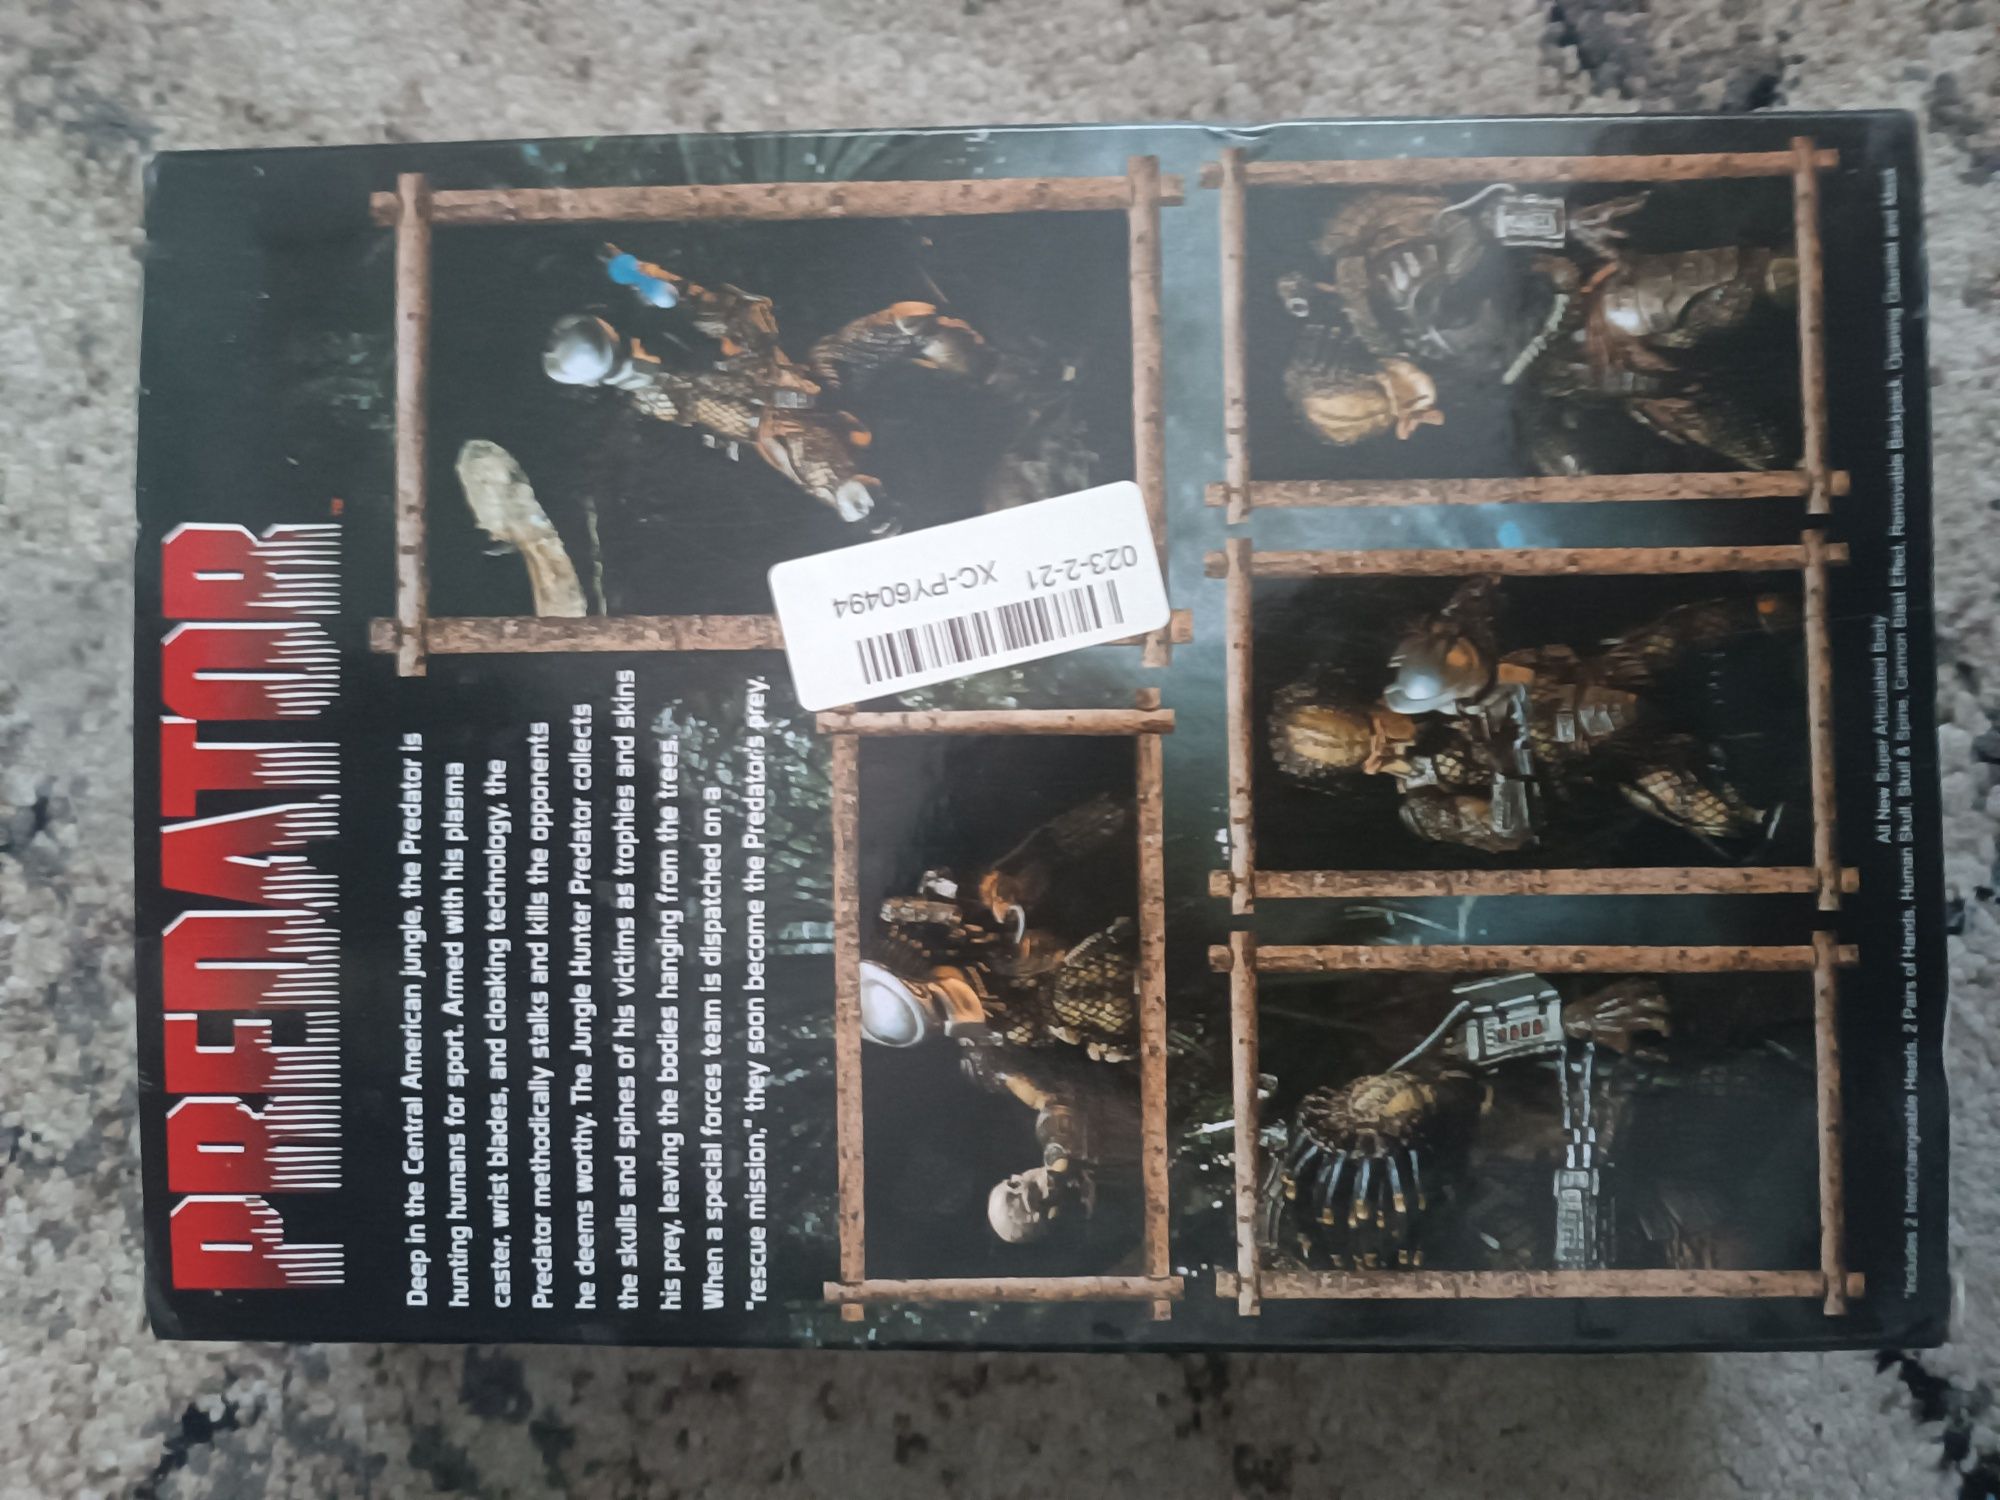 PREDATOR
TM
Deep in the Central American jungle, the Predator is
hunting humans for sport. Armed with his plasma
caster, wrist blades, and cloaking technology, the
Predator methodically stalks and kills the opponents
he deems worthy. The Jungle Hunter Predator collects
the skulls and spines of his victims as trophies and skins
his prey, leaving the bodies hanging from the trees.
When a special forces team is dispatched on a
"rescue mission," they soon become the Predator's prey.
023-2-21
XC-PY60494
All New Super Articulated Body
*Includes 2 Interchangeable Heads, 2 Pairs of Hands, Human Skull, Skull & Spine, Cannon Blast Effect, Removable Backpack, Opening Gauntlet and Mask